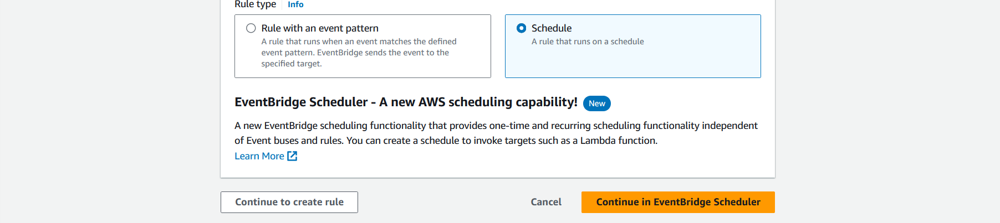 Rule type Info
Rule with an event pattern
A rule that runs when an event matches the defined
event pattern. EventBridge sends the event to the
specified target.
Schedule
A rule that runs on a schedule
EventBridge Scheduler - A new AWS scheduling capability! New
A new EventBridge scheduling functionality that provides one-time and recurring scheduling functionality independent
of Event buses and rules. You can create a schedule to invoke targets such as a Lambda function.
Learn More
Continue to create rule Cancel Continue in EventBridge Scheduler